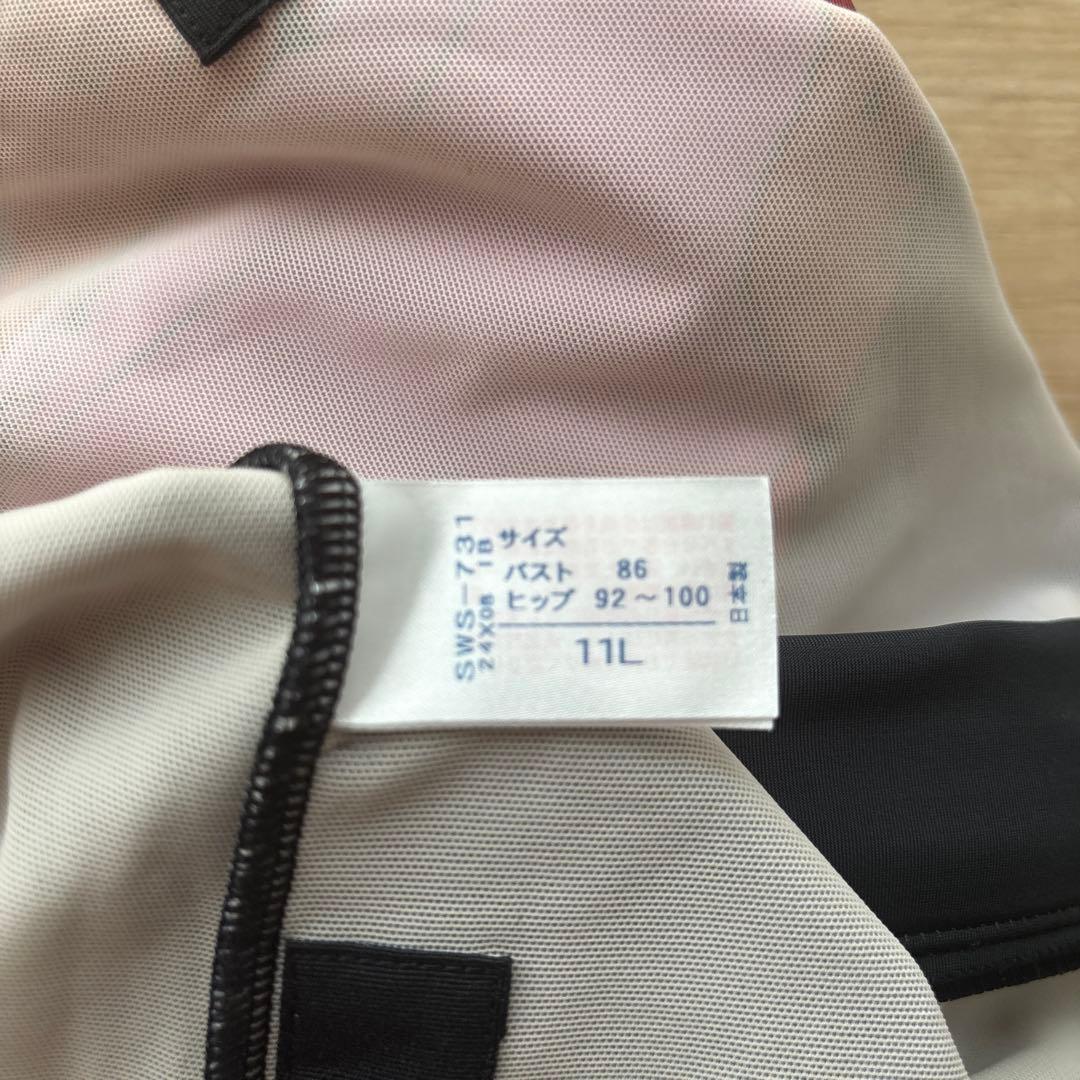 サイズ
バスト 86
ヒップ 92～100
11L
日本製
SWS-731
24X08 IB